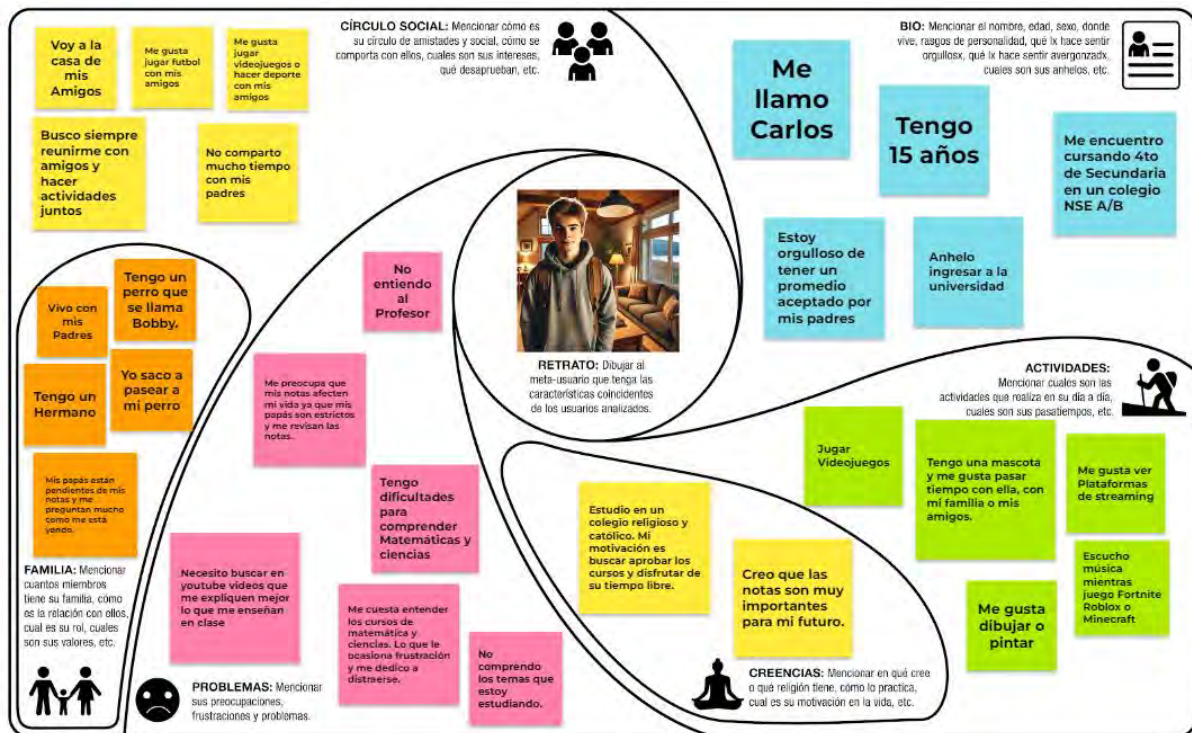 CÍRCULO SOCIAL: Mencionar cómo es
su círculo de amistades y social, cómo se
comporta con ellos, cuales son sus intereses,
qué desaprueban, etc.
Voy a la
casa de
mis
Amigos
Me gusta
jugar futbol
con mis
amigos
Me gusta
jugar
videojuegos o
hacer deporte
con mis
amigos
Busco siempre
reunirme con
amigos y
hacer
actividades
juntos
No comparto
mucho tiempo
con mis
padres
BIO: Mencionar el nombre, edad, sexo, donde
vive, rasgos de personalidad, qué lx hace sentir
orgullosx, qué lx hace sentir avergonzadx,
cuales son sus anhelos, etc.
Me
llamo
Carlos
Tengo
15 años
Me encuentro
cursando 4to
de Secundaria
en un colegio
NSE A/B
Estoy
orgulloso de
tener un
promedio
aceptado por
mis padres
Anhelo
ingresar a la
universidad
RETRATO: Dibujar al
meta-usuario que tenga las
características coincidentes
de los usuarios analizados.
Vivo con
mis
Padres
Tengo un
perro que
se llama
Bobby.
Tengo un
Hermano
Yo saco a
pasear a
mi perro
Mis papás están
pendientes de mis
notas y me
preguntan mucho
como me está
yendo.
FAMILIA: Mencionar
cuantos miembros
tiene su familia, cómo
es la relación con ellos,
cual es su rol, cuales
son sus valores, etc.
No
entiendo
al
Profesor
Me preocupa que
mis notas afecten
mi vida ya que mis
papás son estrictos
y me revisan las
notas.
Tengo
dificultades
para
comprender
Matemáticas y
ciencias
Necesito buscar en
youtube videos que
me expliquen mejor
lo que me enseñan
en clase
Me cuesta entender
los cursos de
matemática y
ciencias. Lo que le
ocasiona frustración
y me dedico a
distraerse.
No
comprendo
los temas que
estoy
estudiando.
PROBLEMAS: Mencionar
sus preocupaciones,
frustraciones y problemas.
Estudio en un
colegio religioso y
católico. Mi
motivación es
buscar aprobar los
cursos y disfrutar de
su tiempo libre.
Creo que las
notas son muy
importantes
para mi futuro.
CREENCIAS: Mencionar en qué cree
o qué religión tiene, cómo lo practica,
cual es su motivación en la vida, etc.
ACTIVIDADES:
Mencionar cuales son las
actividades que realiza en su día a día,
cuales son sus pasatiempos, etc.
Jugar
Videojuegos
Tengo una mascota
y me gusta pasar
tiempo con ella, con
mi familia o mis
amigos.
Me gusta ver
Plataformas
de streaming
Me gusta
dibujar o
pintar
Escucho
música
mientras
juego Fortnite
Roblox o
Minecraft